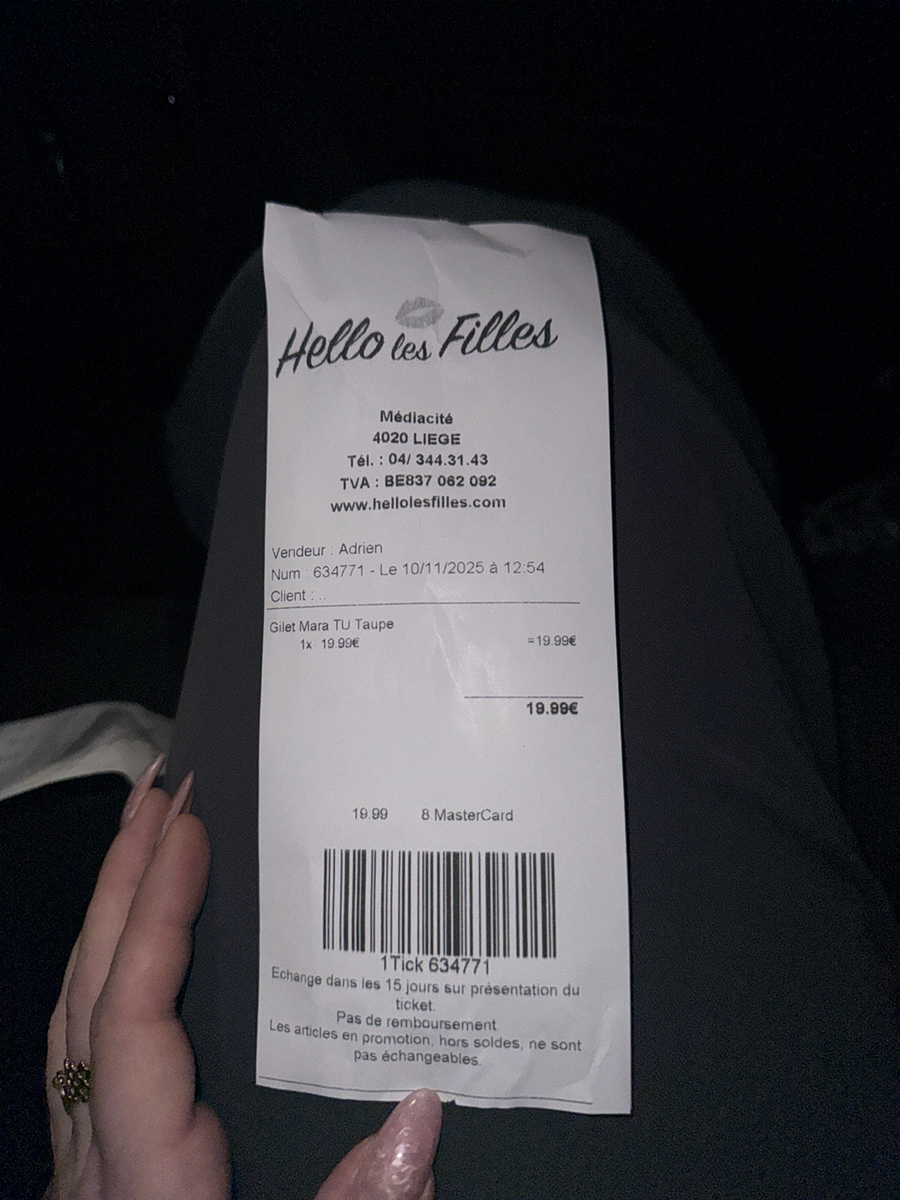 Hello les Filles
Médiacité
4020 LIEGE
Tél. : 04/ 344.31.43
TVA : BE837 062 092
www.hellolesfilles.com
Vendeur : Adrien
Num : 634771 - Le 10/11/2025 à 12:54
Client : ..
Gilet Mara TU Taupe
1x 19.99€ =19.99€
19.99€
19.99 8 MasterCard
1Tick 634771
Echange dans les 15 jours sur présentation du
ticket.
Pas de remboursement.
Les articles en promotion, hors soldes, ne sont
pas échangeables.